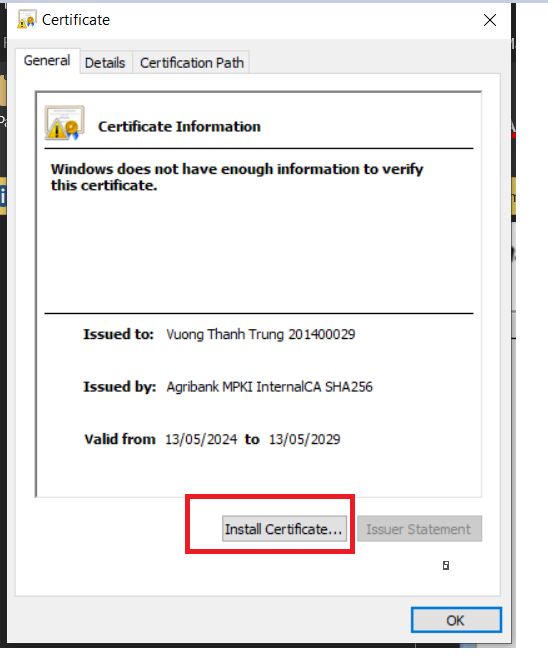 Certificate
General
Details
Certification Path
Certificate Information
Windows does not have enough information to verify
this certificate.
Issued to: Vuong Thanh Trung 201400029
Issued by: Agribank MPKI InternalCA SHA256
Valid from 13/05/2024 to 13/05/2029
Install Certificate...
Issuer Statement
OK